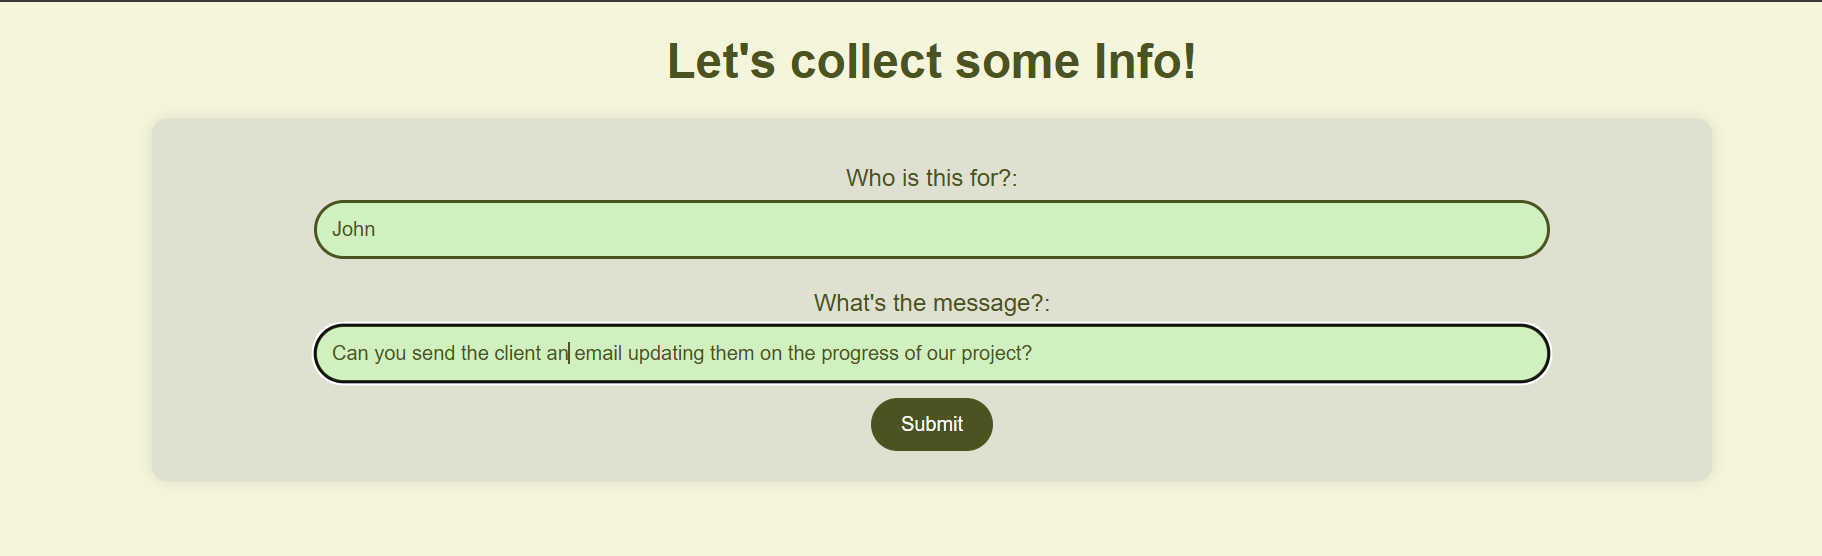 Let's collect some Info!
Who is this for?:
John
What's the message?:
Can you send the client an email updating them on the progress of our project?
Submit